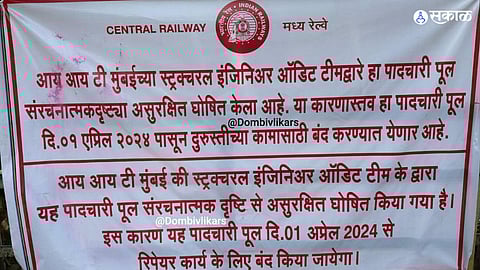 सकाळ
CENTRAL RAILWAY मध्य रेल्वे
INDIAN RAILWAYS
आय आय टी मुंबईच्या स्ट्रक्चरल इंजिनिअर ऑडिट टीमद्वारे हा पादचारी पूल
संरचनात्मकदृष्ट्या असुरक्षित घोषित केला आहे. या कारणास्तव हा पादचारी पूल
@Dombivlikars
दि.०१ एप्रिल २०२४ पासून दुरुस्तीच्या कामासाठी बंद करण्यात येणार आहे.
आय आय टी मुंबई की स्ट्रक्चरल इंजिनिअर ऑडिट टीम के द्वारा
यह पादचारी पूल संरचनात्मक दृष्टि से असुरक्षित घोषित किया गया है।
@Dombivlikars
इस कारण यह पादचारी पूल दि.01 अप्रेल 2024 से
रिपेयर कार्य के लिए बंद किया जायेगा।